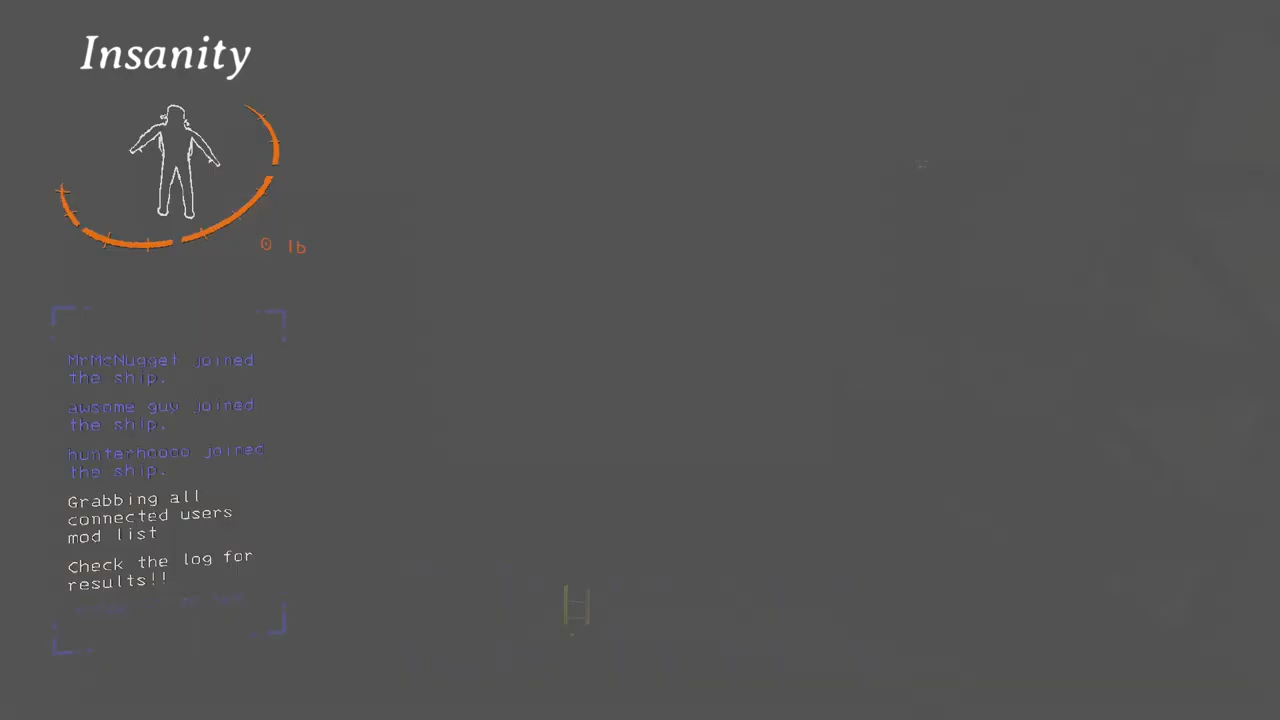 Insanity
0 lb
MrMcNugget joined
the ship.
awsome guy joined
the ship.
hunterhcoco joined
the ship.
Grabbing all
connected users
mod list
Check the log for
results!!